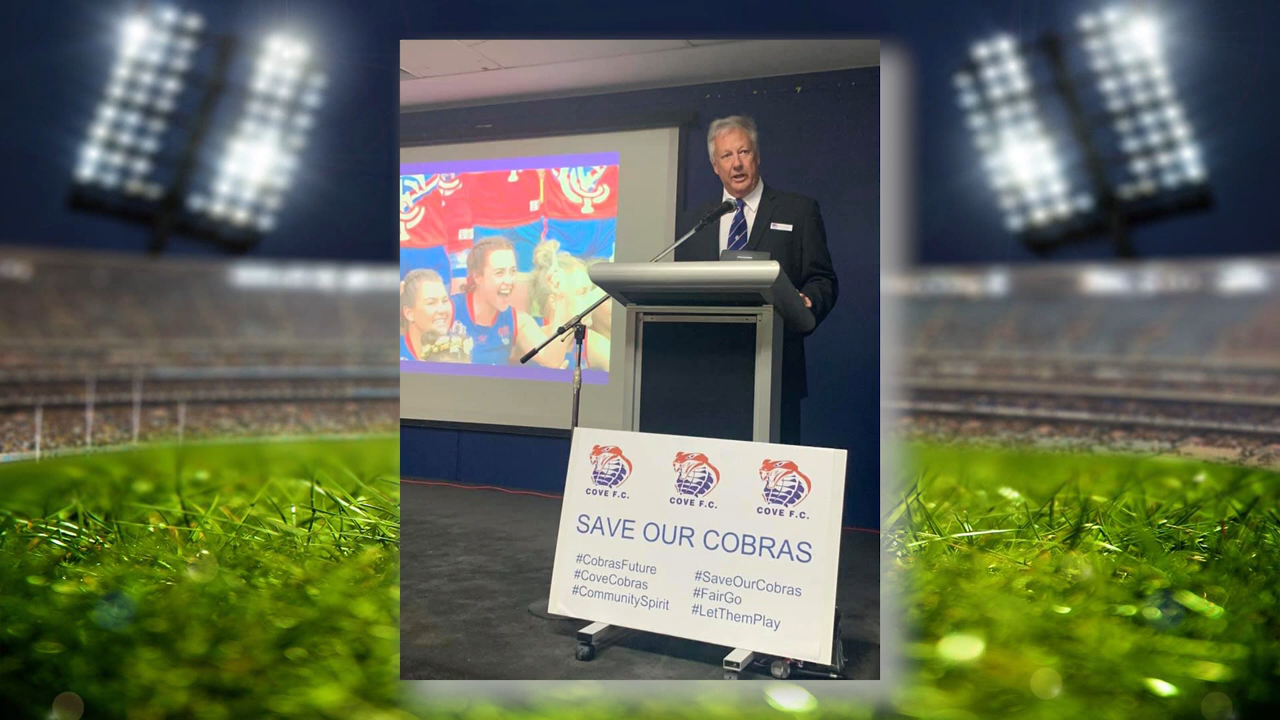 COVE F.C. COVE F.C. COVE F.C.
SAVE OUR COBRAS
#CobrasFuture #SaveOurCobras
#CoveCobras #FairGo
#CommunitySpirit #LetThemPlay